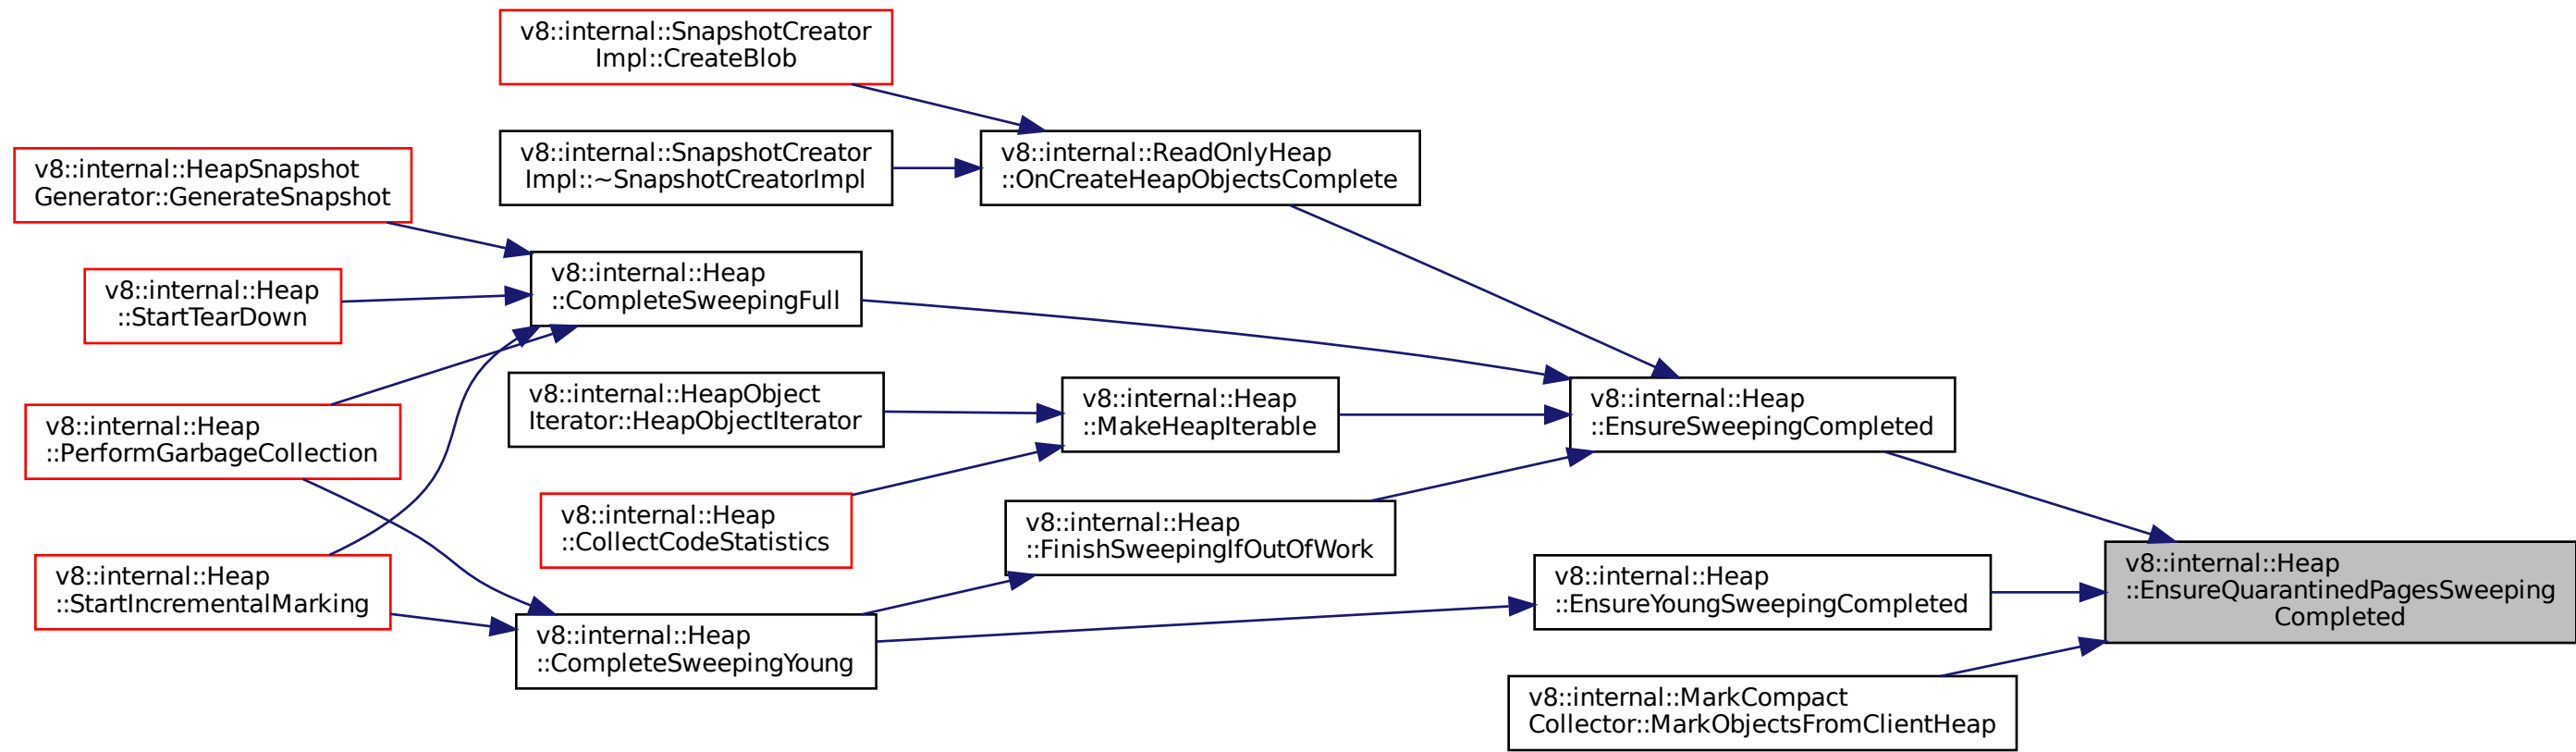 v8::internal::SnapshotCreator
Impl::CreateBlob
v8::internal::SnapshotCreator
Impl::~SnapshotCreatorImpl
v8::internal::ReadOnlyHeap
::OnCreateHeapObjectsComplete
v8::internal::HeapSnapshot
Generator::GenerateSnapshot
v8::internal::Heap
::StartTearDown
v8::internal::Heap
::CompleteSweepingFull
v8::internal::Heap
::PerformGarbageCollection
v8::internal::HeapObject
Iterator::HeapObjectIterator
v8::internal::Heap
::MakeHeapIterable
v8::internal::Heap
::EnsureSweepingCompleted
v8::internal::Heap
::CollectCodeStatistics
v8::internal::Heap
::FinishSweepingIfOutOfWork
v8::internal::Heap
::StartIncrementalMarking
v8::internal::Heap
::CompleteSweepingYoung
v8::internal::Heap
::EnsureYoungSweepingCompleted
v8::internal::Heap
::EnsureQuarantinedPagesSweeping
Completed
v8::internal::MarkCompact
Collector::MarkObjectsFromClientHeap